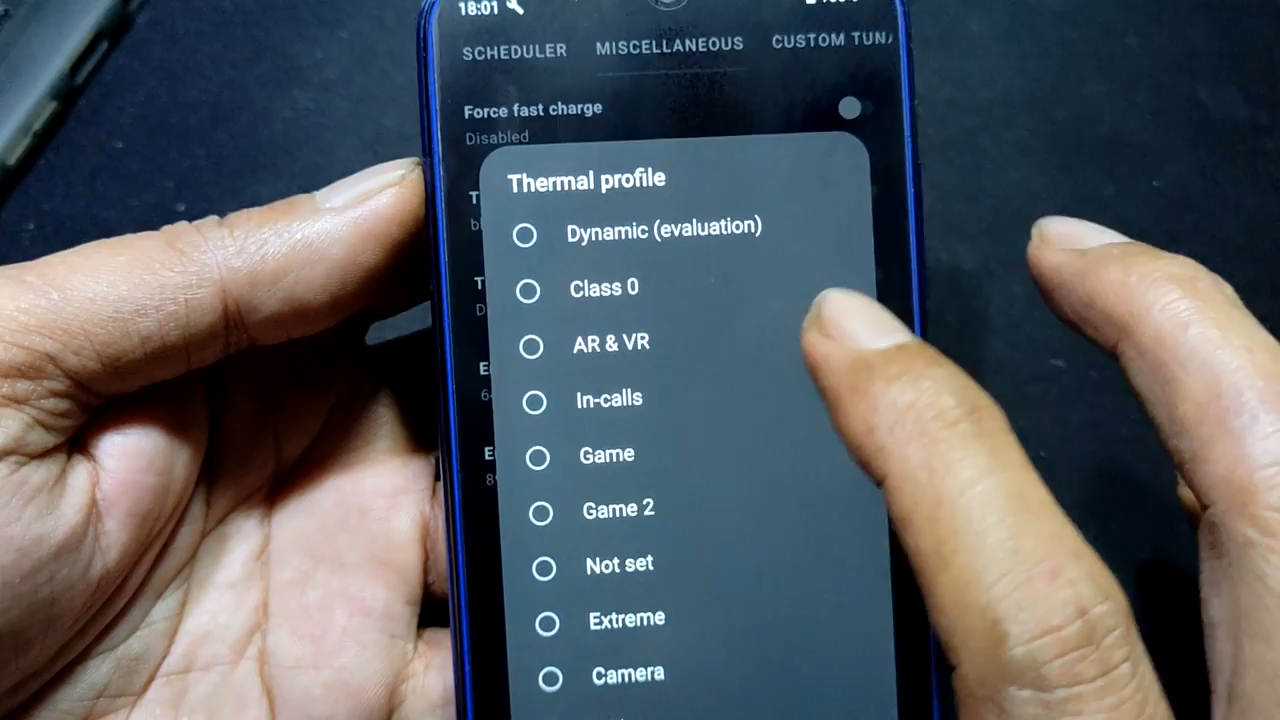 18:01
SCHEDULER MISCELLANEOUS CUSTOM TUNA
Force fast charge
Disabled
Thermal profile
Dynamic (evaluation)
Class 0
AR & VR
In-calls
Game
Game 2
Not set
Extreme
Camera